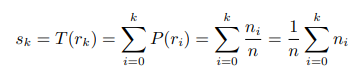 $s_k = T(r_k) = \sum_{i=0}^{k} P(r_i) = \sum_{i=0}^{k} \frac{n_i}{n} = \frac{1}{n} \sum_{i=0}^{k} n_i$